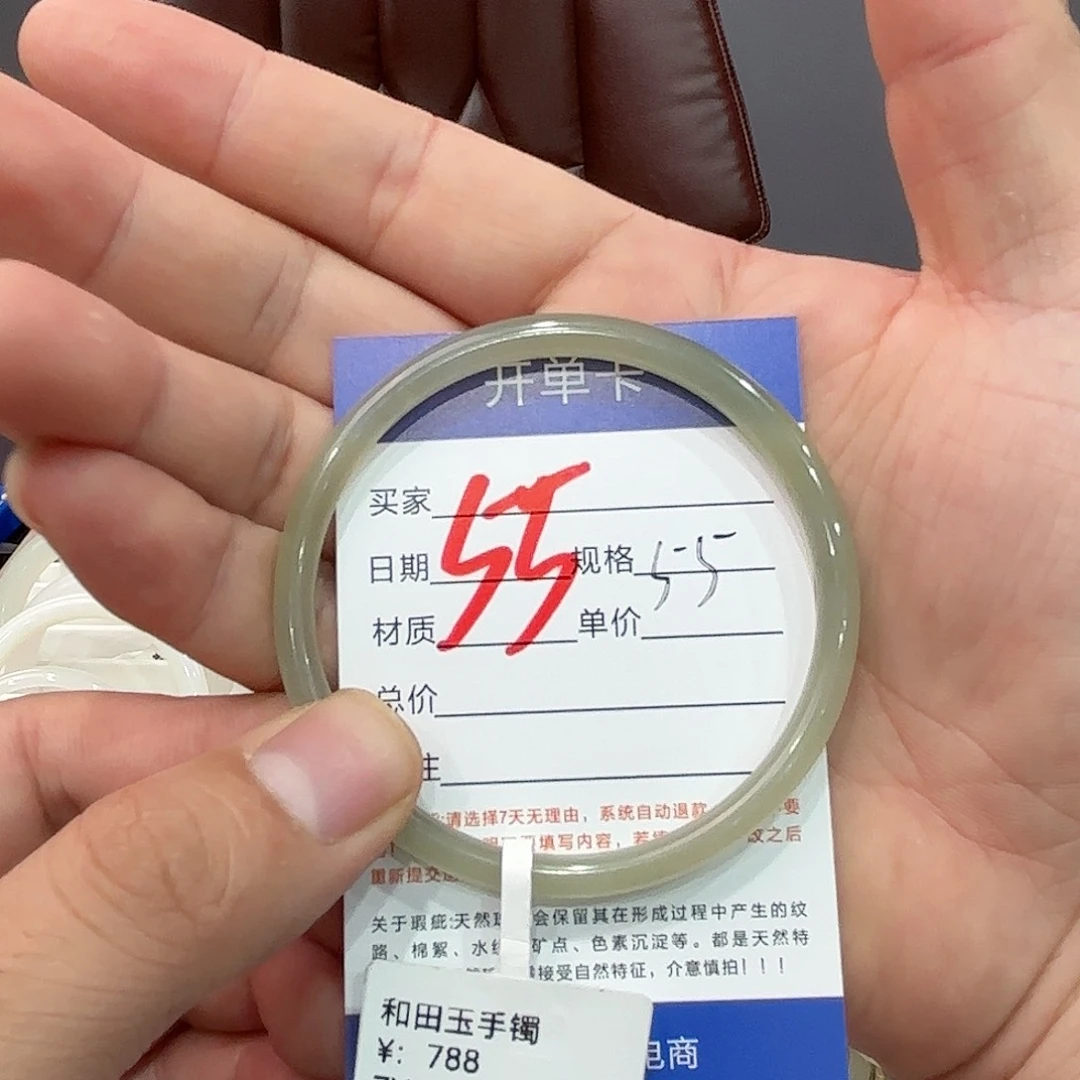 开单卡
买家
55
日期 规格 55
材质 单价
总价
注
请选择7天无理由，系统自动退款 要
填写内容，若 改之后
重新提交
关于瑕疵:天然 会保留其在形成过程中产生的纹
路、棉絮、水 矿点、色素沉淀等。都是天然特
接受自然特征，介意慎拍！！！
和田玉手镯
¥: 788
电商